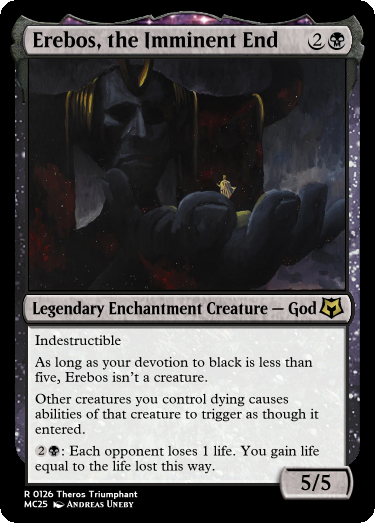 Erebos, the Imminent End 2
Legendary Enchantment Creature — God
Indestructible
As long as your devotion to black is less than
five, Erebos isn't a creature.
Other creatures you control dying causes
abilities of that creature to trigger as though it
entered.
2 : Each opponent loses 1 life. You gain life
equal to the life lost this way.
5/5
R 0126 Theros Triumphant
MC25 Andreas Uneby